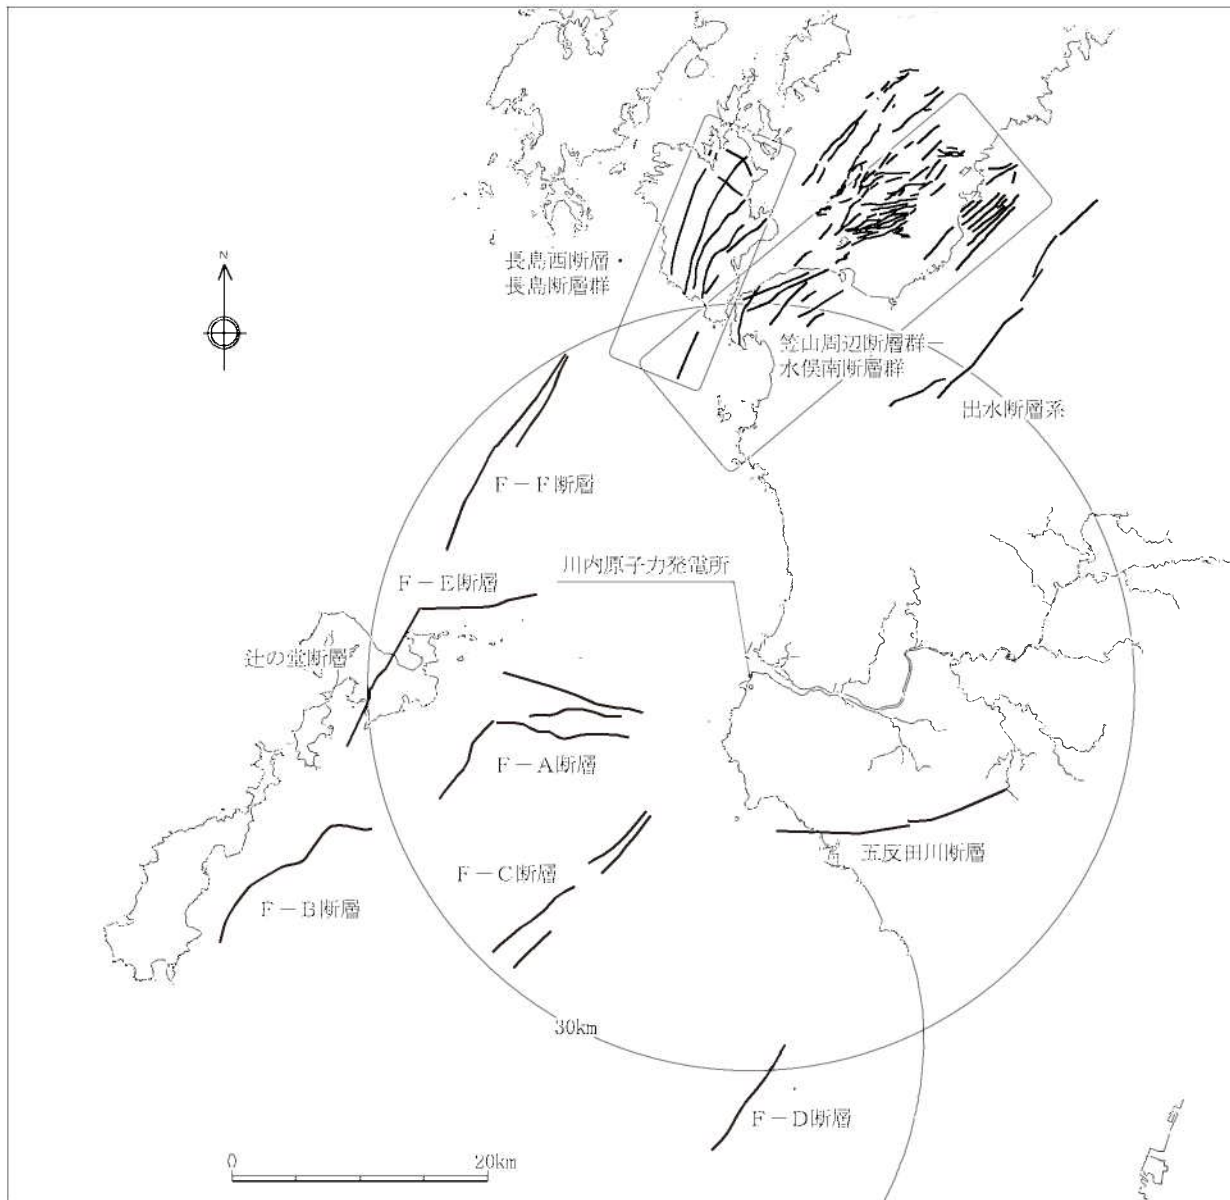 N
長島西断層・
長島断層群
笠山周辺断層群－
水俣南断層群
出水断層系
F－F断層
川内原子力発電所
F－E断層
辻の堂断層
F－A断層
五反田川断層
F－C断層
F－B断層
30km
F－D断層
0 20km